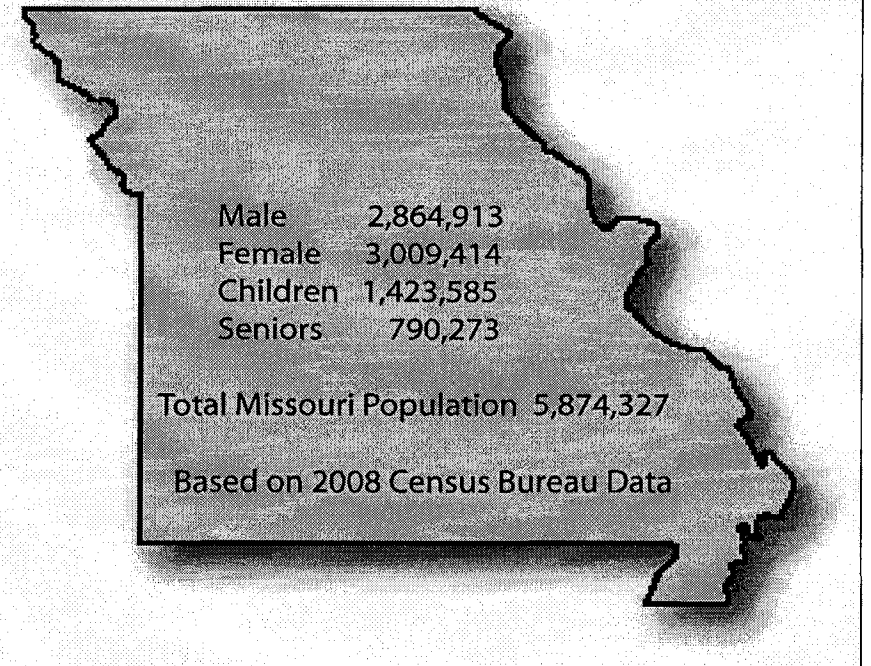 Male 2,864,913
Female 3,009,414
Children 1,423,585
Seniors 790,273
Total Missouri Population 5,874,327
Based on 2008 Census Bureau Data